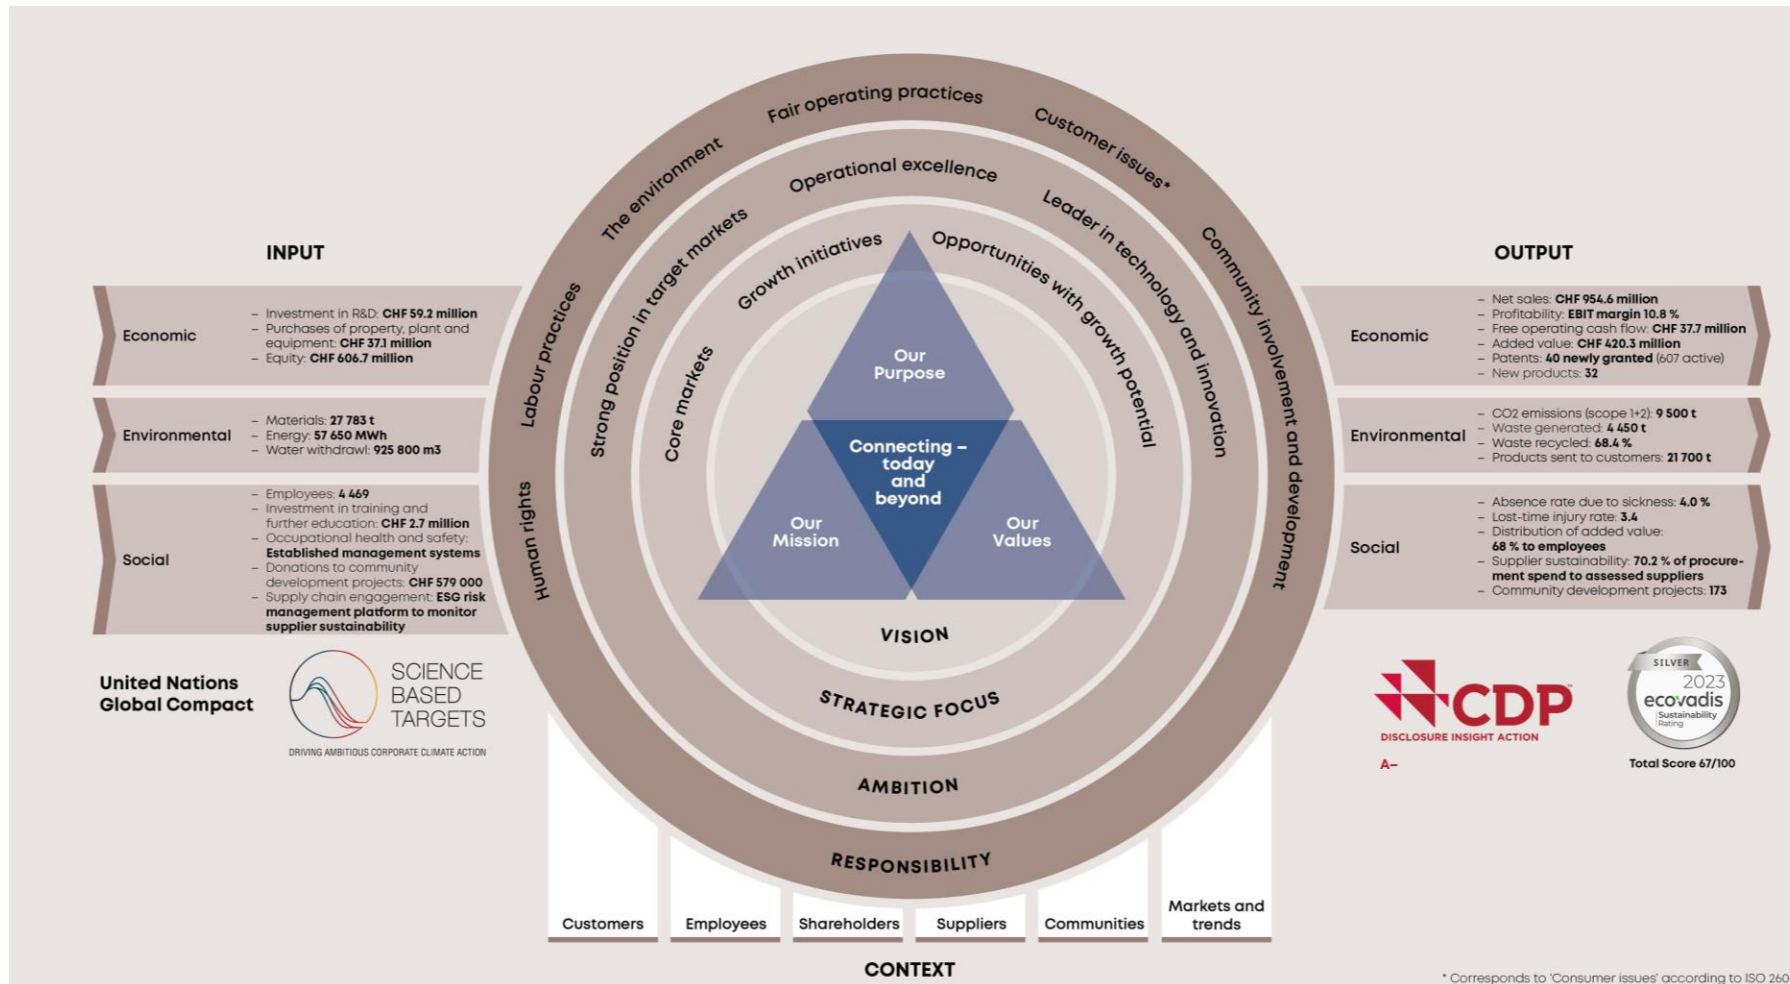 INPUT
Economic
– Investment in R&D: CHF 59.2 million
– Purchases of property, plant and
equipment: CHF 37.1 million
– Equity: CHF 606.7 million
Environmental
– Materials: 27 783 t
– Energy: 57 650 MWh
– Water withdrawl: 925 800 m3
Social
– Employees: 4 469
– Investment in training and
further education: CHF 2.7 million
– Occupational health and safety:
Established management systems
– Donations to community
development projects: CHF 579 000
– Supply chain engagement: ESG risk
management platform to monitor
supplier sustainability
United Nations
Global Compact
SCIENCE
BASED
TARGETS
DRIVING AMBITIOUS CORPORATE CLIMATE ACTION
Human rights
Labour practices
The environment
Fair operating practices
Customer issues*
Community involvement and development
Strong position in target markets
Operational excellence
Leader in technology and innovation
Core markets
Growth initiatives
Opportunities with growth potential
Our
Purpose
Connecting –
today
and
beyond
Our
Mission
Our
Values
VISION
STRATEGIC FOCUS
AMBITION
RESPONSIBILITY
Customers
Employees
Shareholders
Suppliers
Communities
Markets and
trends
CONTEXT
OUTPUT
Economic
– Net sales: CHF 954.6 million
– Profitability: EBIT margin 10.8 %
– Free operating cash flow: CHF 37.7 million
– Added value: CHF 420.3 million
– Patents: 40 newly granted (607 active)
– New products: 32
Environmental
– CO2 emissions (scope 1+2): 9 500 t
– Waste generated: 4 450 t
– Waste recycled: 68.4 %
– Products sent to customers: 21 700 t
Social
– Absence rate due to sickness: 4.0 %
– Lost-time injury rate: 3.4
– Distribution of added value:
68 % to employees
– Supplier sustainability: 70.2 % of procure-
ment spend to assessed suppliers
– Community development projects: 173
CDP
DISCLOSURE INSIGHT ACTION
A–
SILVER
2023
ecovadis
Sustainability
Rating
Total Score 67/100
* Corresponds to 'Consumer issues' according to ISO 260